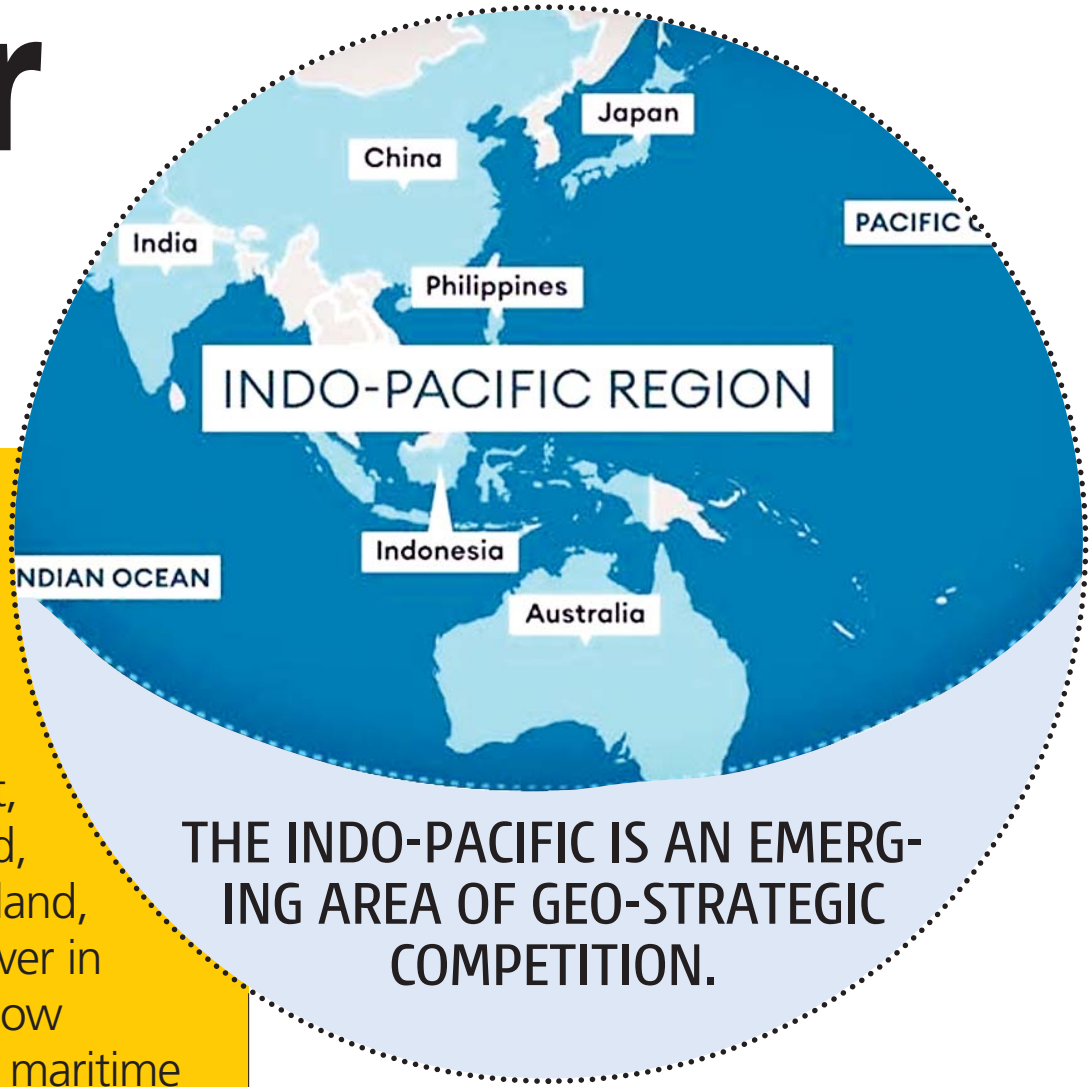 r
Japan
China
PACIFIC
India
Philippines
INDO-PACIFIC REGION
Indonesia
NDIAN OCEAN
Australia
t,
d,
land,
ver in
ow
maritime
THE INDO-PACIFIC IS AN EMERG-
ING AREA OF GEO-STRATEGIC
COMPETITION.